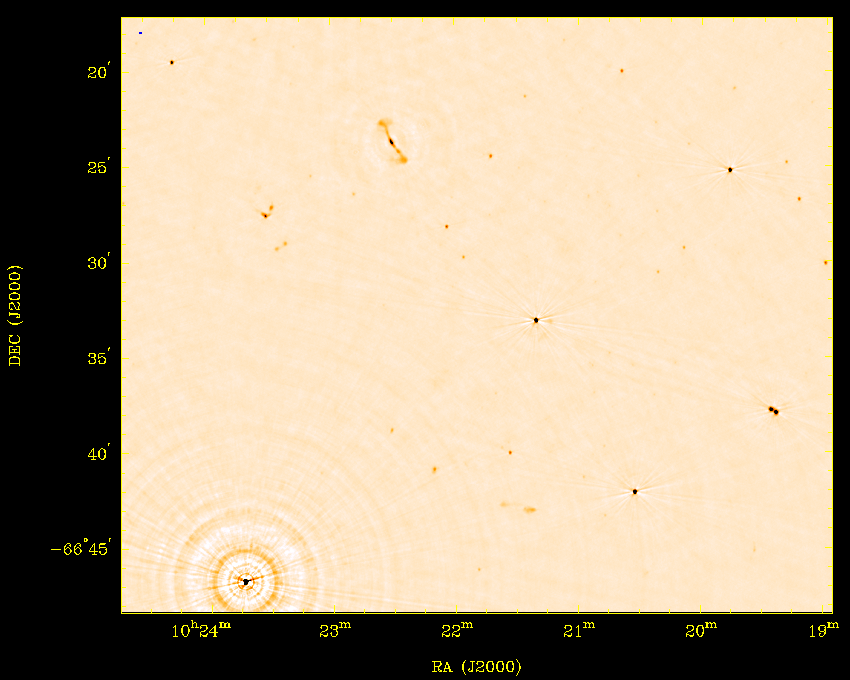 20′
25′
30′
DEC (J2000)
35′
40′
−66°45′
10ʰ24ᵐ 23ᵐ 22ᵐ 21ᵐ 20ᵐ 19ᵐ
RA (J2000)